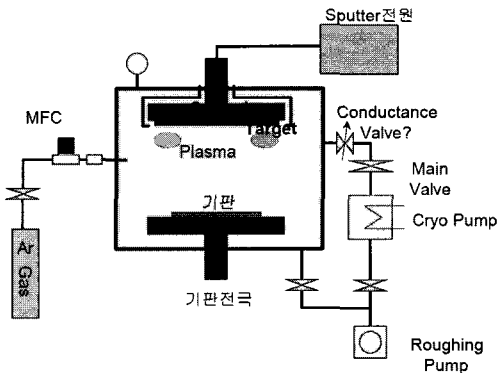 Sputter전원
MFC
Target
Plasma
Conductance
Valve?
Main
Valve
기판
Cryo Pump
Ar
Gas
기판전극
Roughing
Pump